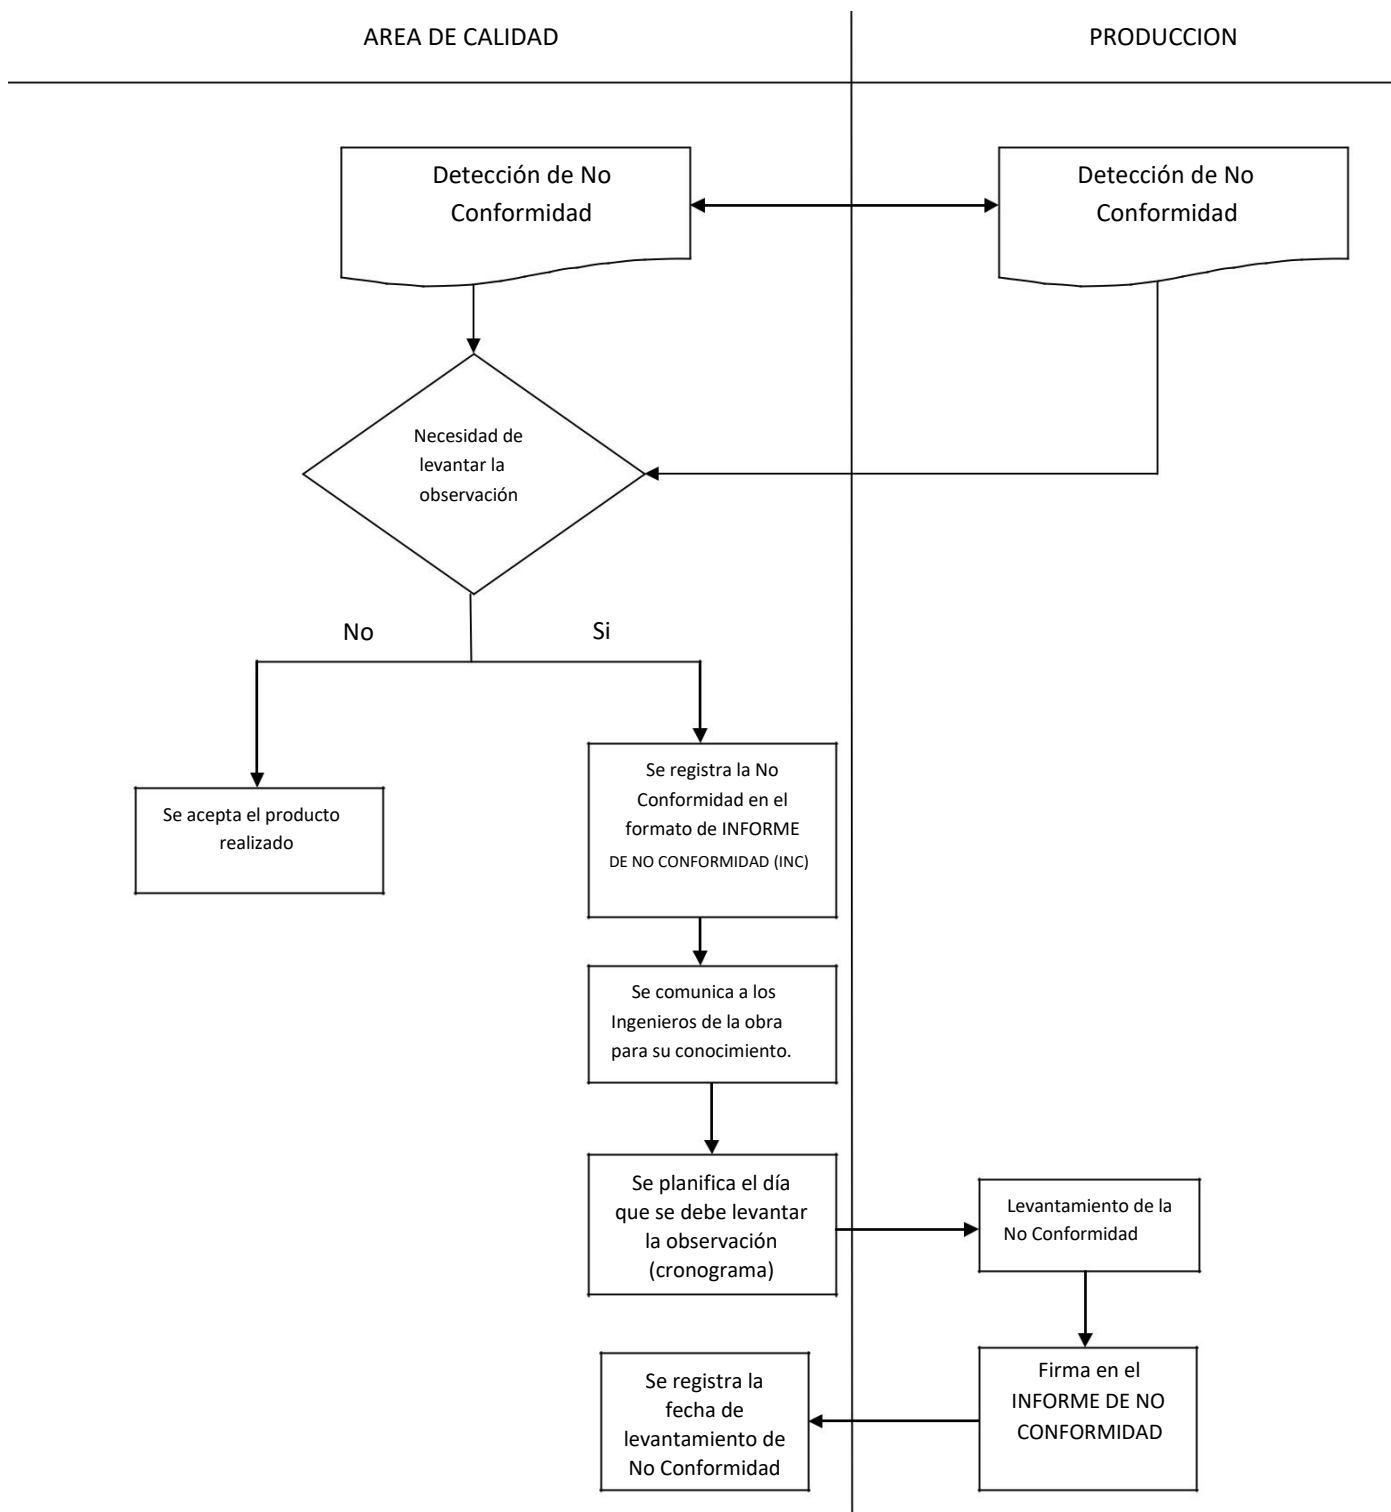 AREA DE CALIDAD
PRODUCCION
Detección de No
Conformidad
Detección de No
Conformidad
Necesidad de
levantar la
observación
No
Si
Se acepta el producto
realizado
Se registra la No
Conformidad en el
formato de INFORME
DE NO CONFORMIDAD (INC)
Se comunica a los
Ingenieros de la obra
para su conocimiento.
Se planifica el día
que se debe levantar
la observación
(cronograma)
Levantamiento de la
No Conformidad
Firma en el
INFORME DE NO
CONFORMIDAD
Se registra la
fecha de
levantamiento de
No Conformidad